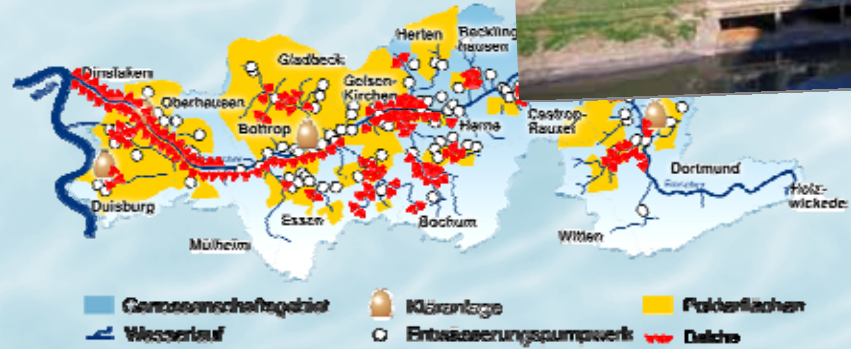 Herten
Reckling
hausen
Gladbeck
Dinslaken
Gelsen-
kirchen
Oberhausen
Bottrop
Herne
Castrop-
Rauxel
Dortmund
Holz-
wickede
Duisburg
Essen
Bochum
Witten
Mülheim
Genossenschaftsgebiet
Kläranlage
Polderflächen
Wasserlauf
Entwässerungspumpwerk
Deiche